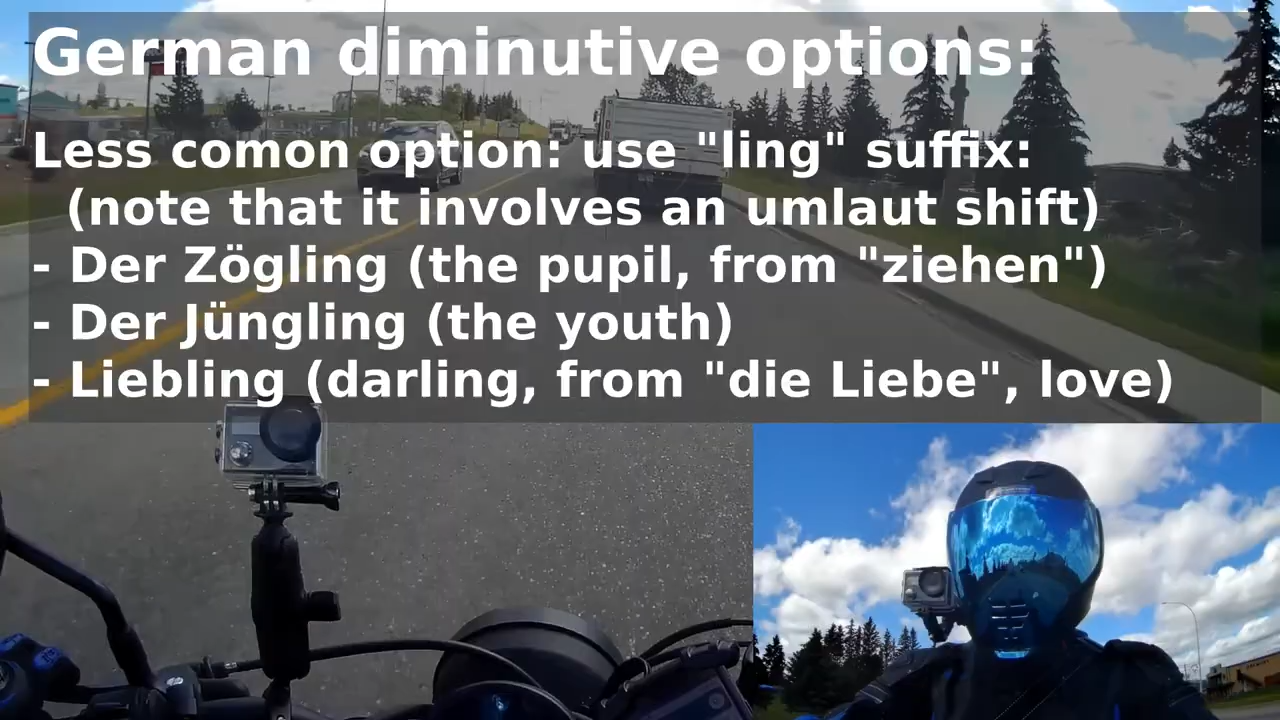 German diminutive options:
Less comon option: use "ling" suffix:
(note that it involves an umlaut shift)
- Der Zögling (the pupil, from "ziehen")
- Der Jüngling (the youth)
- Liebling (darling, from "die Liebe", love)